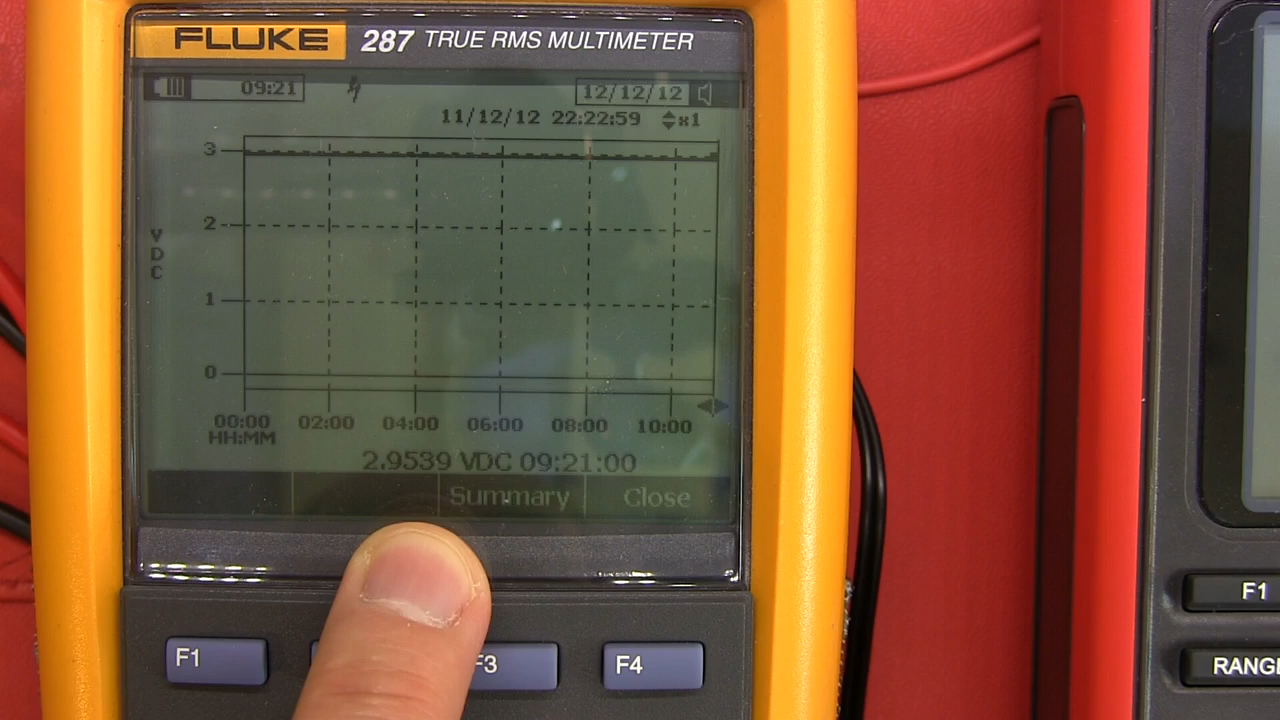 FLUKE 287 TRUE RMS MULTIMETER
09:21 12/12/12
11/12/12 22:22:59 x1
3
2
VDC
1
0
00:00 02:00 04:00 06:00 08:00 10:00
HH:MM
2.9539 VDC 09:21:00
Summary Close
F1 F3 F4
F1
RANGE